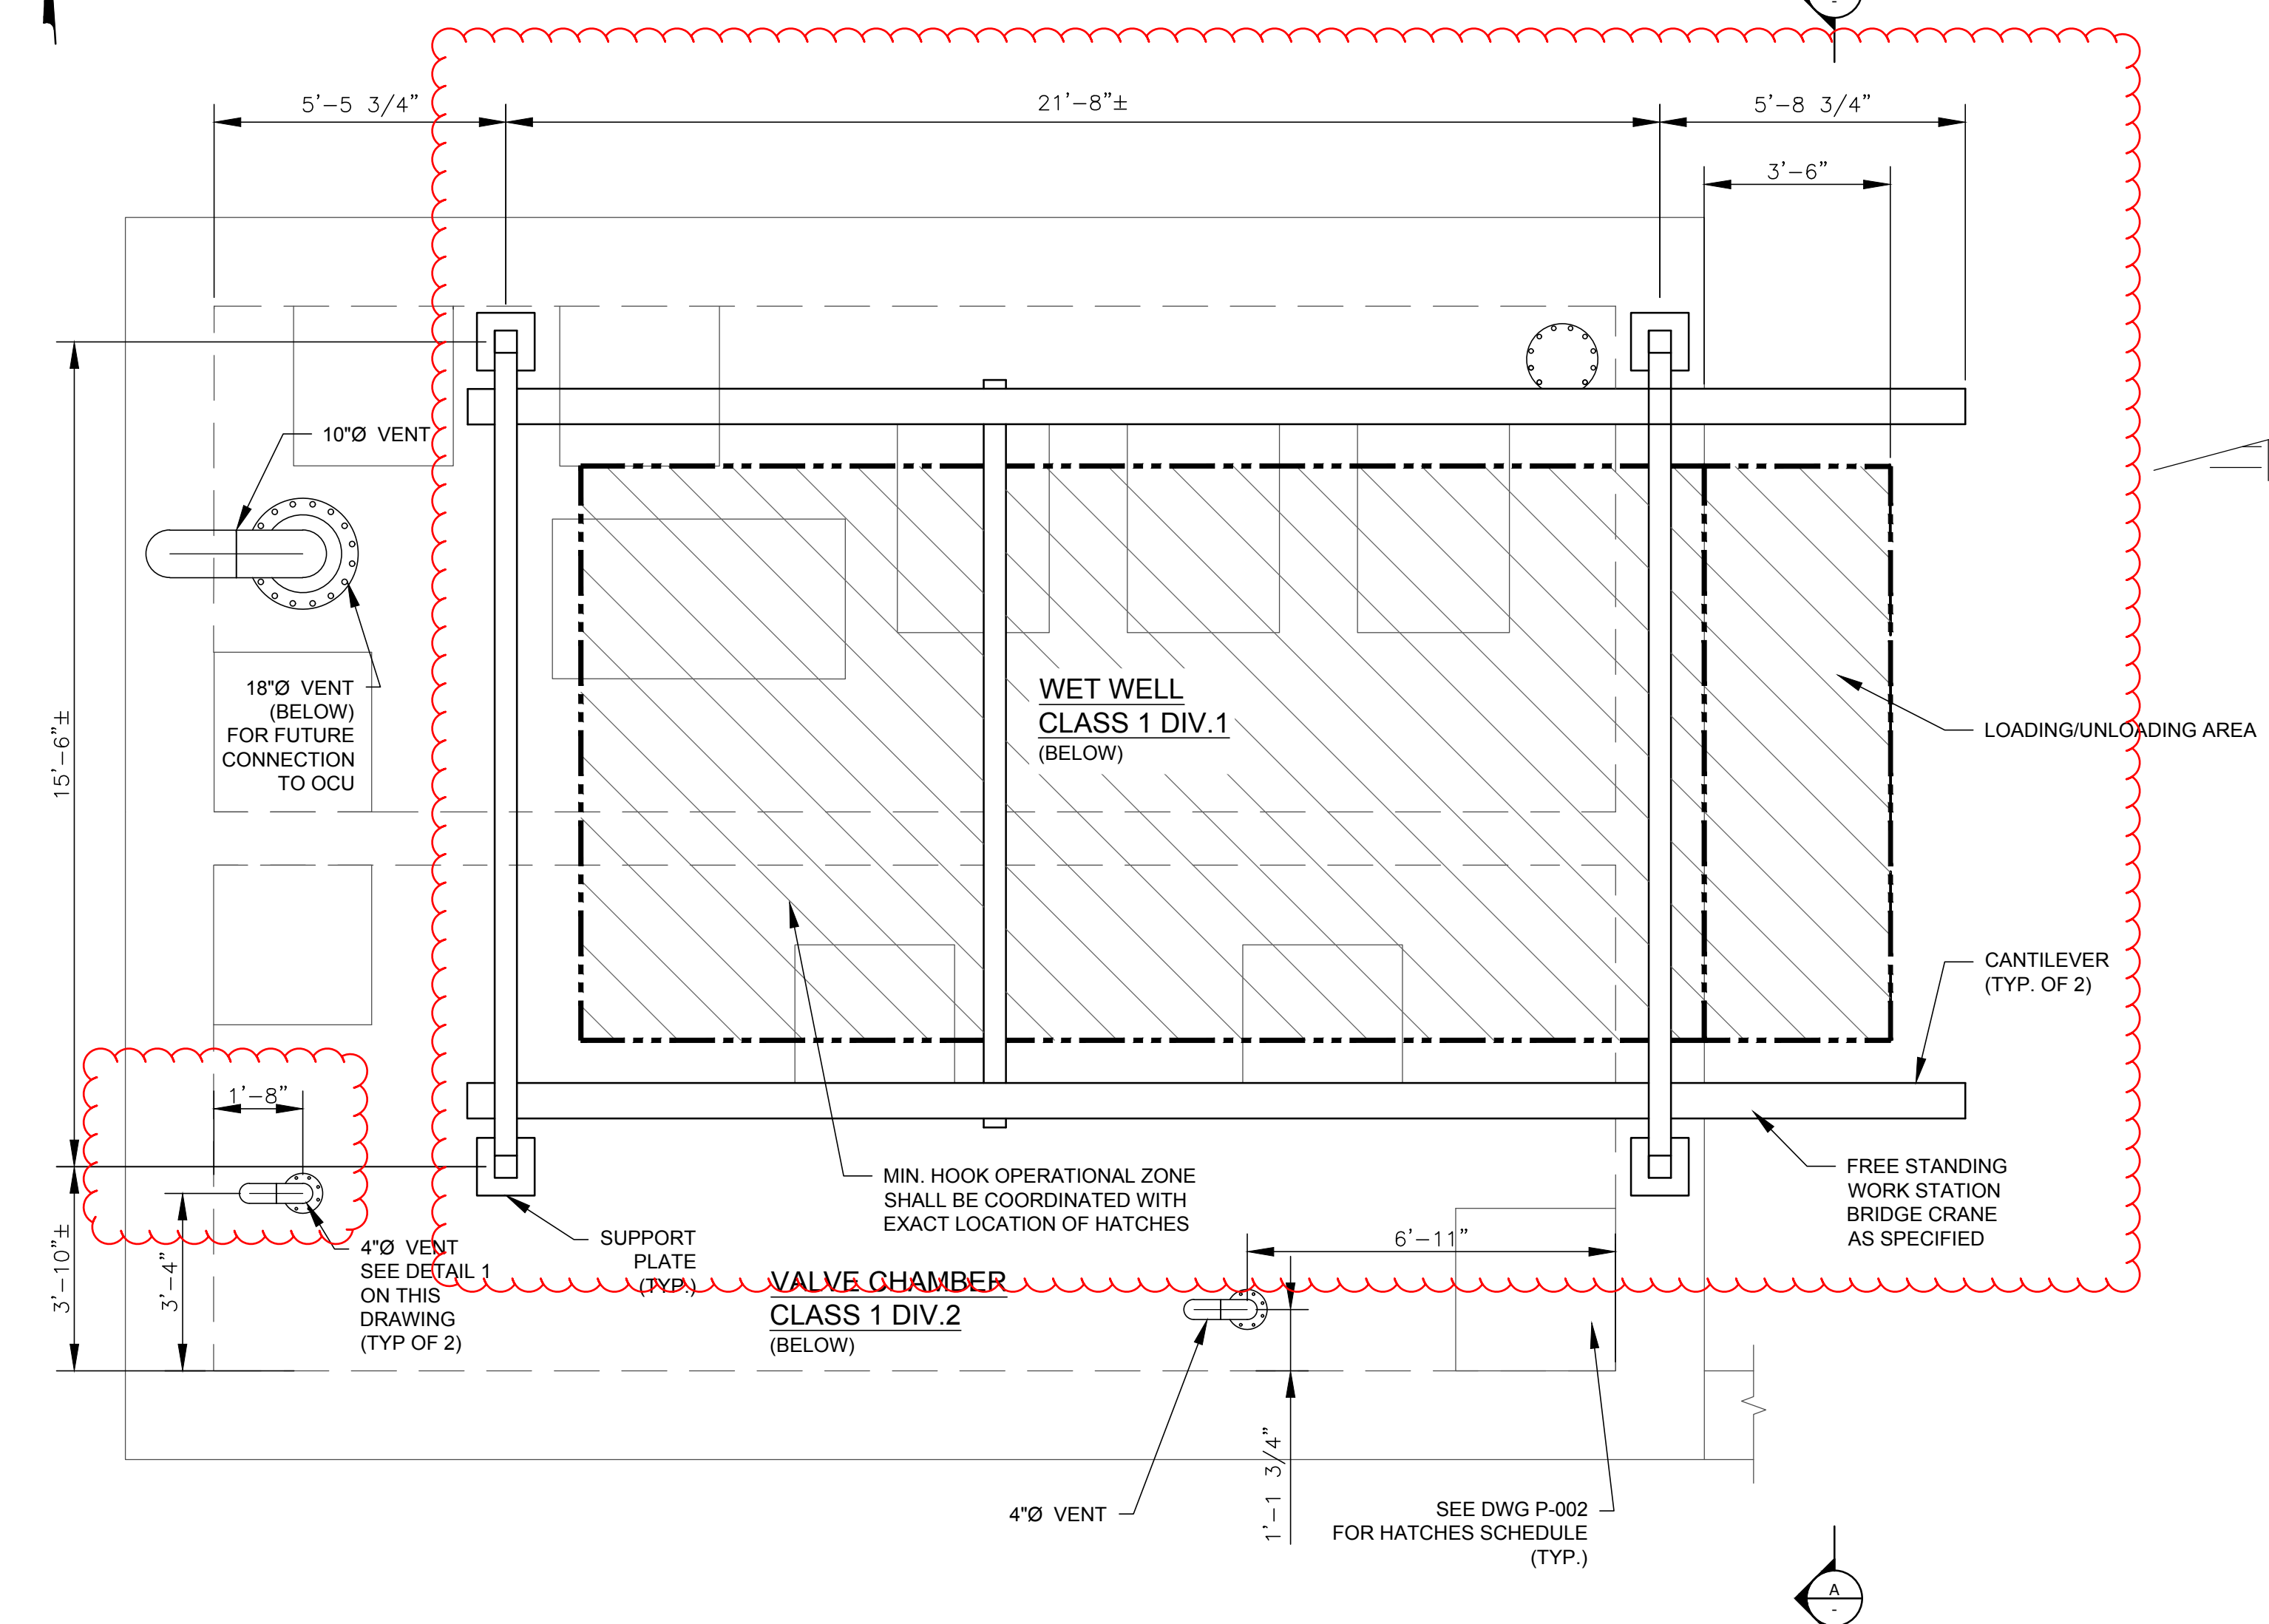 -
5'-5 3/4"
21'-8"±
5'-8 3/4"
3'-6"
10"Ø VENT
18"Ø VENT
(BELOW)
FOR FUTURE
CONNECTION
TO OCU
WET WELL
CLASS 1 DIV.1
(BELOW)
LOADING/UNLOADING AREA
15'-6"±
CANTILEVER
(TYP. OF 2)
1'-8"
MIN. HOOK OPERATIONAL ZONE
SHALL BE COORDINATED WITH
EXACT LOCATION OF HATCHES
FREE STANDING
WORK STATION
BRIDGE CRANE
AS SPECIFIED
SUPPORT
PLATE
(TYP.)
6'-11"
3'-10"±
3'-4"
4"Ø VENT
SEE DETAIL 1
ON THIS
DRAWING
(TYP OF 2)
VALVE CHAMBER
CLASS 1 DIV.2
(BELOW)
1'-1 3/4"
4"Ø VENT
SEE DWG P-002
FOR HATCHES SCHEDULE
(TYP.)
A
-